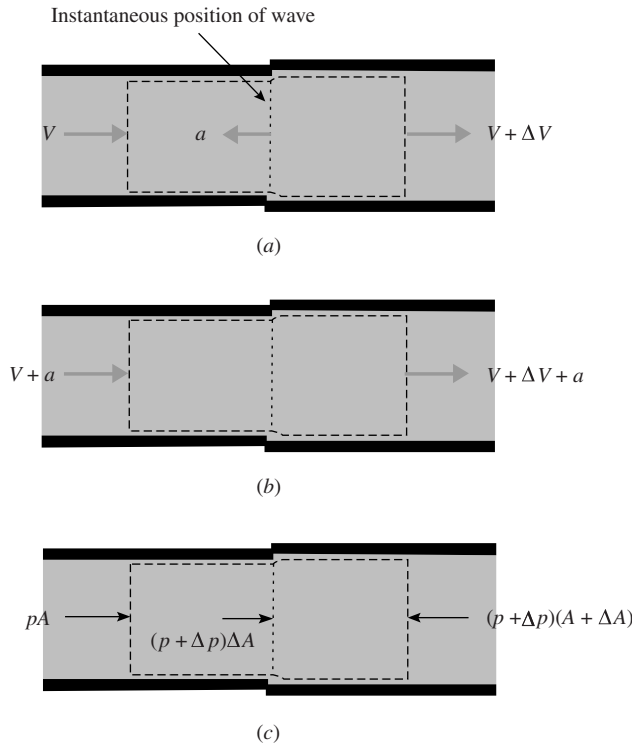 Instantaneous position of wave
V a V + ΔV
(a)
V + a V + ΔV + a
(b)
pA (p + Δp)ΔA (p + Δp)(A + ΔA)
(c)